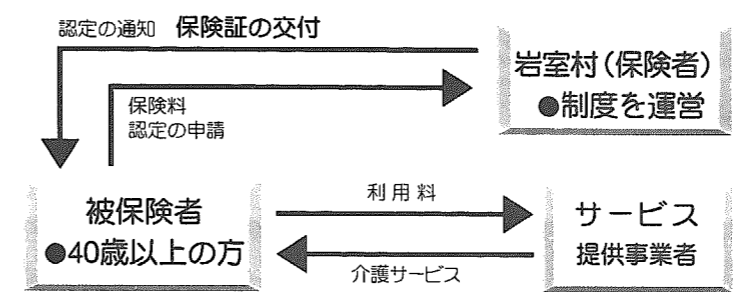 認定の通知 保険証の交付
岩室村(保険者)
●制度を運営
保険料
認定の申請
被保険者
●40歳以上の方
利用料
サービス
提供事業者
介護サービス